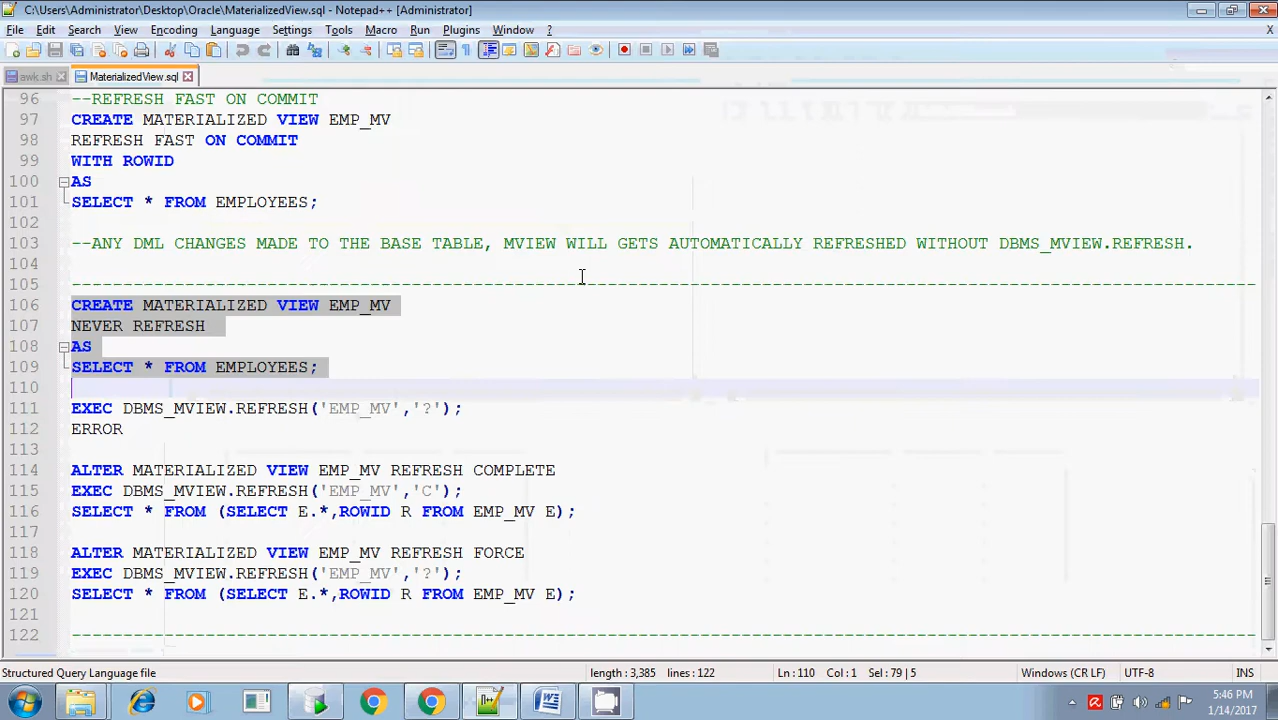 C:\Users\Administrator\Desktop\Oracle\MaterializedView.sql - Notepad++ [Administrator]
File Edit Search View Encoding Language Settings Tools Macro Run Plugins Window ? X
awk.sh MaterializedView.sql
96 --REFRESH FAST ON COMMIT
97 CREATE MATERIALIZED VIEW EMP_MV
98 REFRESH FAST ON COMMIT
99 WITH ROWID
100 AS
101 SELECT * FROM EMPLOYEES;
102
103 --ANY DML CHANGES MADE TO THE BASE TABLE, MVIEW WILL GETS AUTOMATICALLY REFRESHED WITHOUT DBMS_MVIEW.REFRESH.
104
105 -------------------------------------------------------------------------------------------------------------------
106 CREATE MATERIALIZED VIEW EMP_MV
107 NEVER REFRESH
108 AS
109 SELECT * FROM EMPLOYEES;
110
111 EXEC DBMS_MVIEW.REFRESH('EMP_MV','?');
112 ERROR
113
114 ALTER MATERIALIZED VIEW EMP_MV REFRESH COMPLETE
115 EXEC DBMS_MVIEW.REFRESH('EMP_MV','C');
116 SELECT * FROM (SELECT E.*,ROWID R FROM EMP_MV E);
117
118 ALTER MATERIALIZED VIEW EMP_MV REFRESH FORCE
119 EXEC DBMS_MVIEW.REFRESH('EMP_MV','?');
120 SELECT * FROM (SELECT E.*,ROWID R FROM EMP_MV E);
121
122 -------------------------------------------------------------------------------------------------------------------
Structured Query Language file length : 3,385 lines : 122 Ln : 110 Col : 1 Sel : 79 | 5 Windows (CR LF) UTF-8 INS
5:46 PM
1/14/2017